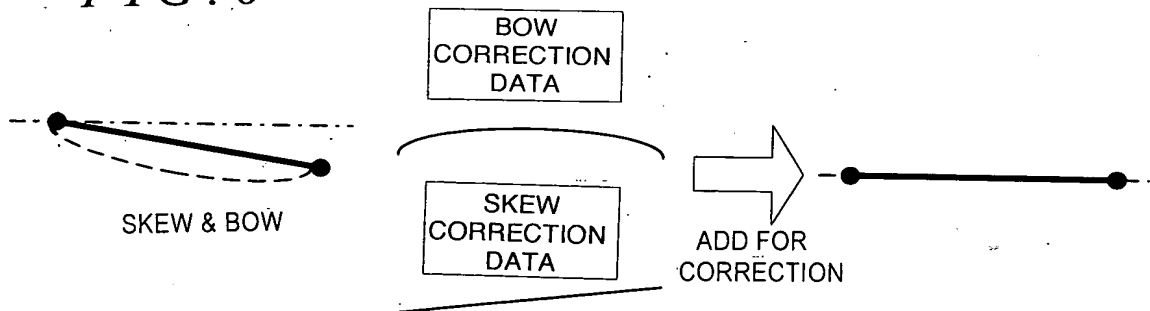 BOW
CORRECTION
DATA
SKEW & BOW
SKEW
CORRECTION
DATA
ADD FOR
CORRECTION